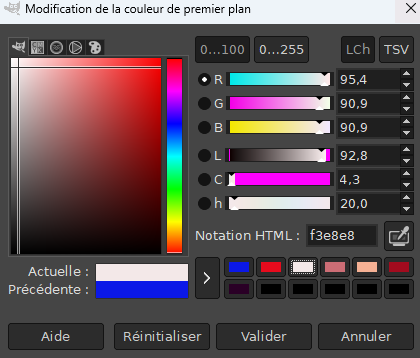 Modification de la couleur de premier plan
0...100 0...255 LCh TSV
R 95,4
G 90,9
B 90,9
L 92,8
C 4,3
h 20,0
Notation HTML : f3e8e8
Actuelle :
Précédente :
Aide Réinitialiser Valider Annuler